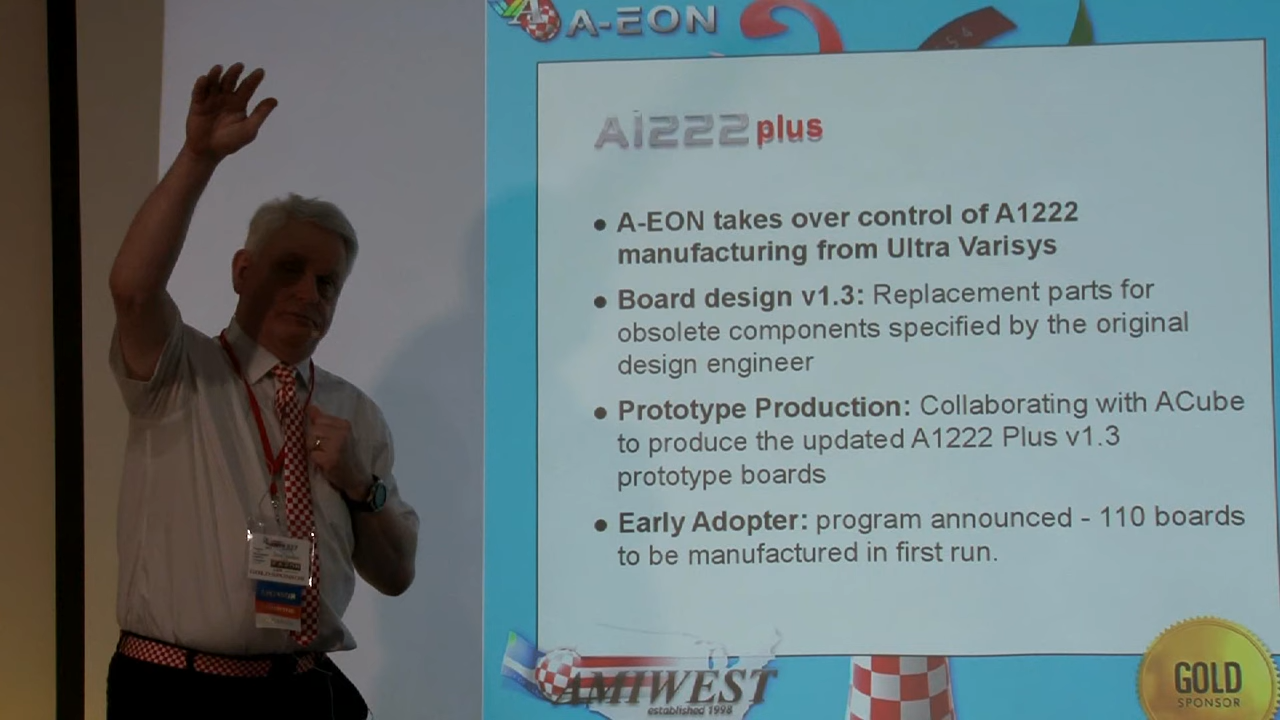 A-EON
54
A1222 plus
• A-EON takes over control of A1222
manufacturing from Ultra Varisys
• Board design v1.3: Replacement parts for
obsolete components specified by the original
design engineer
• Prototype Production: Collaborating with ACube
to produce the updated A1222 Plus v1.3
prototype boards
• Early Adopter: program announced - 110 boards
to be manufactured in first run.
AMIWEST
established 1998
GOLD
SPONSOR